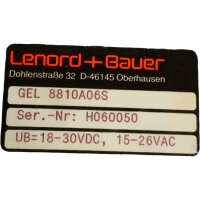 Lenord+Bauer
Dohlenstraße 32 D-46145 Oberhausen
GEL 8810A06S
Ser.-Nr: H060050
UB=18-30VDC, 15-26VAC